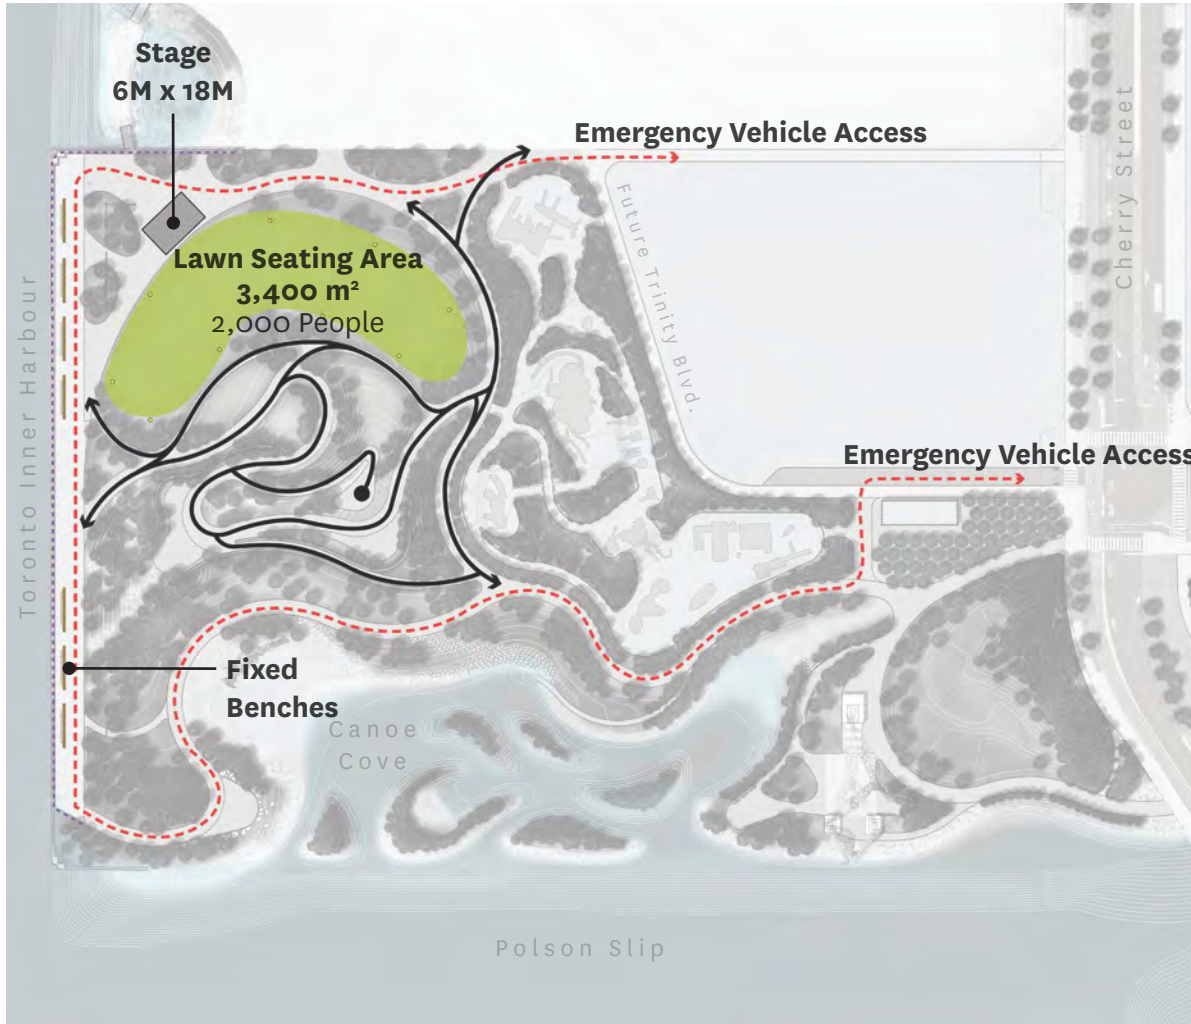 Stage
6M x 18M
Emergency Vehicle Access
Cherry Street
Future Trinity Blvd.
Lawn Seating Area
3,400 m²
2,000 People
Toronto Inner Harbour
Emergency Vehicle Access
Fixed
Benches
Canoe
Cove
Polson Slip